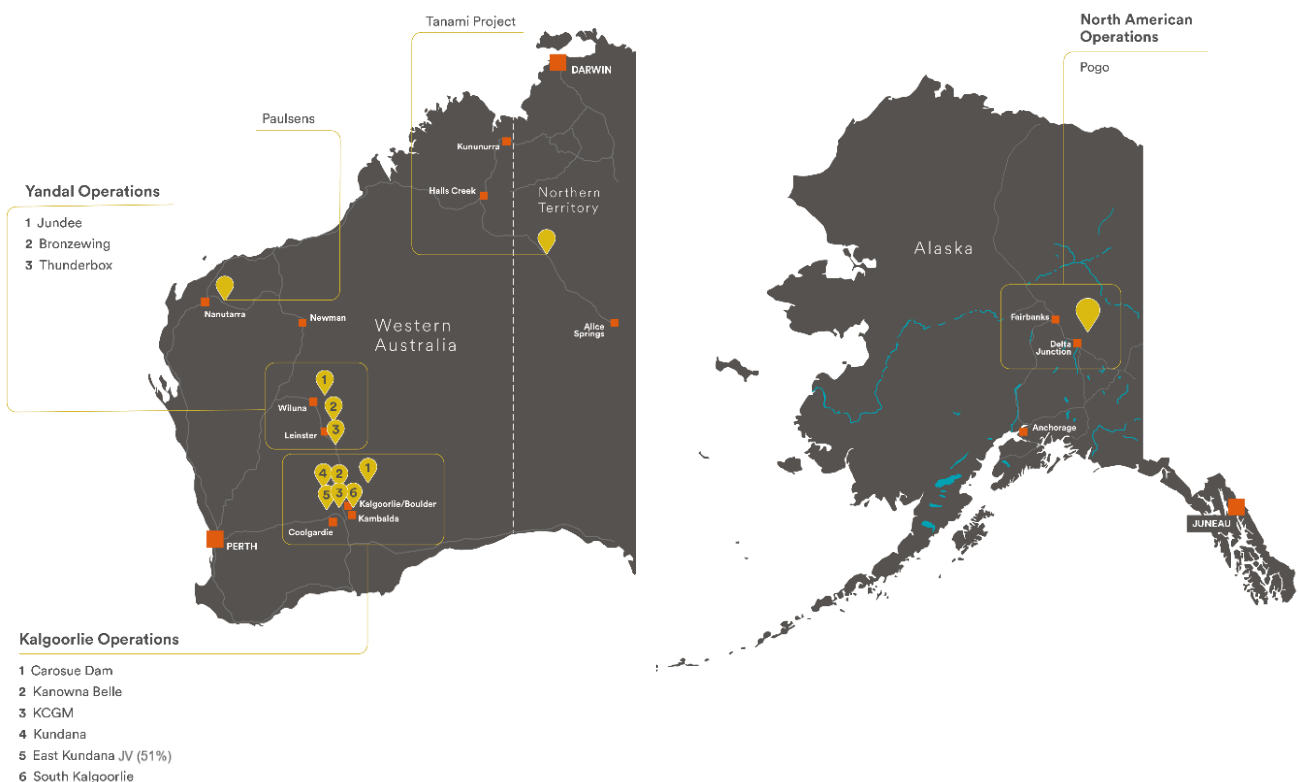 Tanami Project
DARWIN
Paulsens
Kununurra
Yandal Operations
1 Jundee
2 Bronzewing
3 Thunderbox
Halls Creek
Northern
Territory
Nanutarra
Newman
Western
Australia
Alice
Springs
1
Wiluna
2
Leinster
3
4
2
1
5
3
6
Kalgoorlie/Boulder
Kambalda
Coolgardie
PERTH
Kalgoorlie Operations
1 Carosue Dam
2 Kanowna Belle
3 KCGM
4 Kundana
5 East Kundana JV (51%)
6 South Kalgoorlie
North American
Operations
Pogo
Alaska
Fairbanks
Delta
Junction
Anchorage
JUNEAU